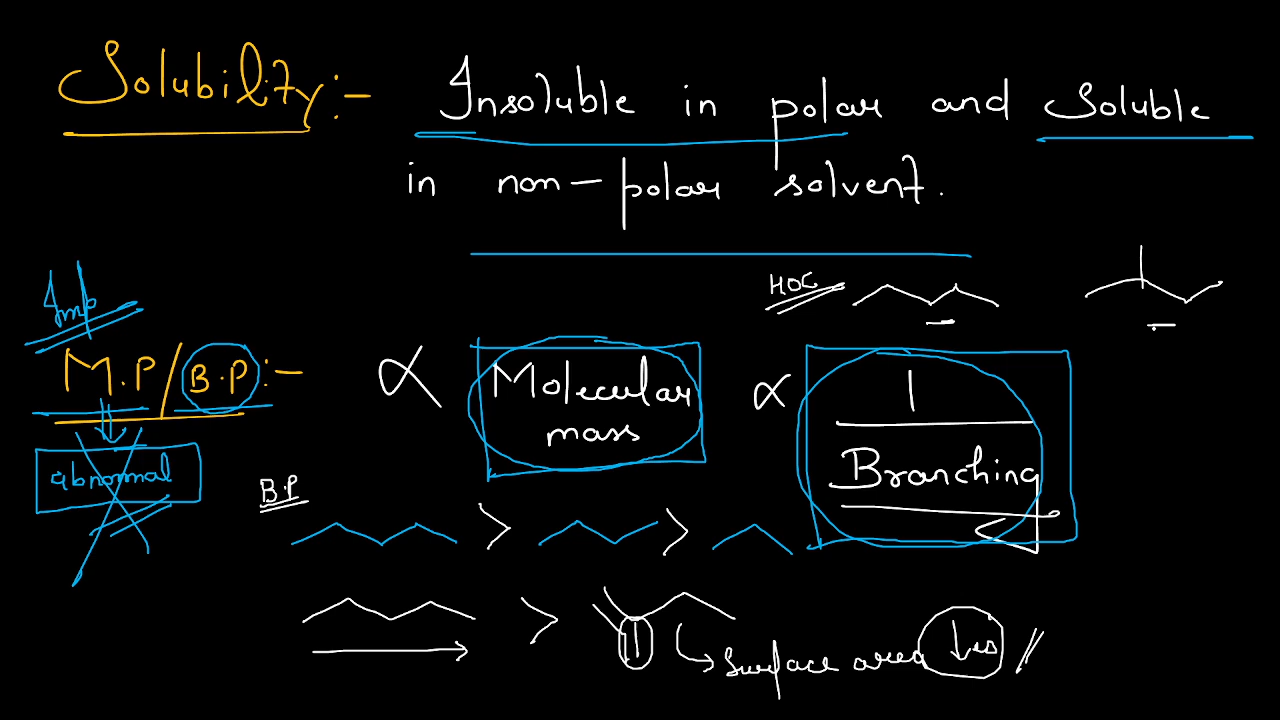 Solubility:- Insoluble in polar and Soluble
in non-polar solvent.
Imp
HOC
M.P/B.P:- ∝ Molecular mass ∝ 1/Branching
abnormal
B.P
> >
>
Surface area ↓es //